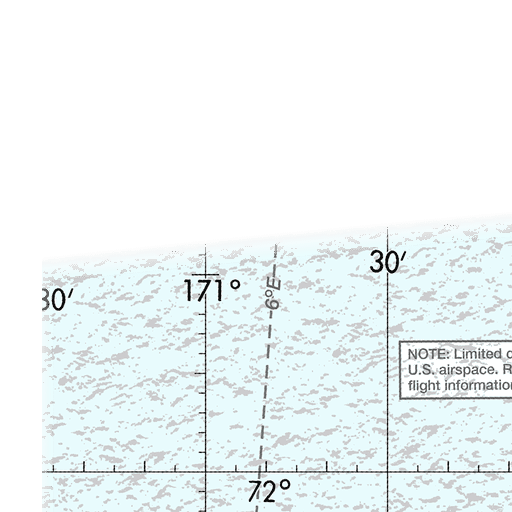 30′
171°
6°E
30′
NOTE: Limited
U.S. airspace.
flight information
72°